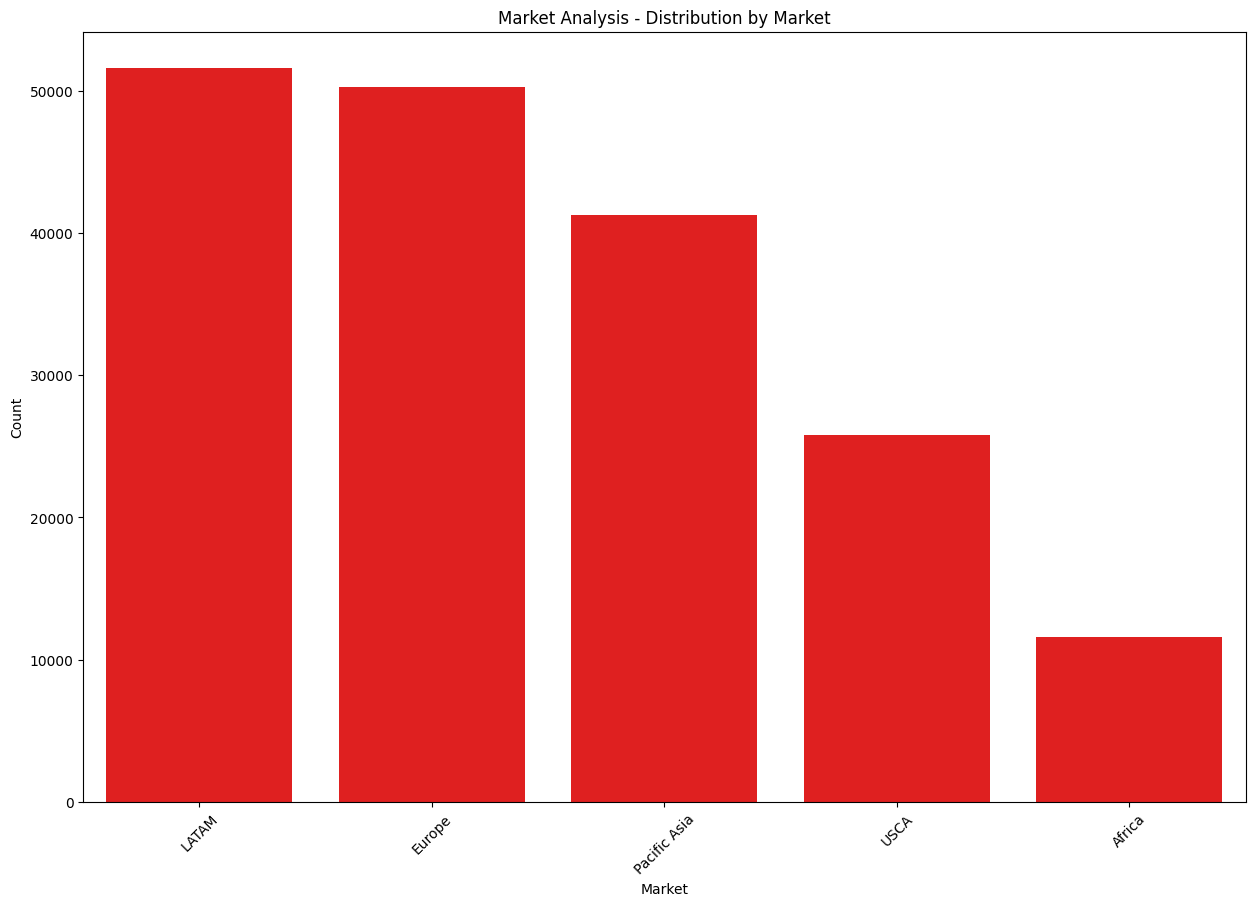 Market Analysis - Distribution by Market
Count
50000
40000
30000
20000
10000
0
LATAM
Europe
Pacific Asia
USCA
Africa
Market